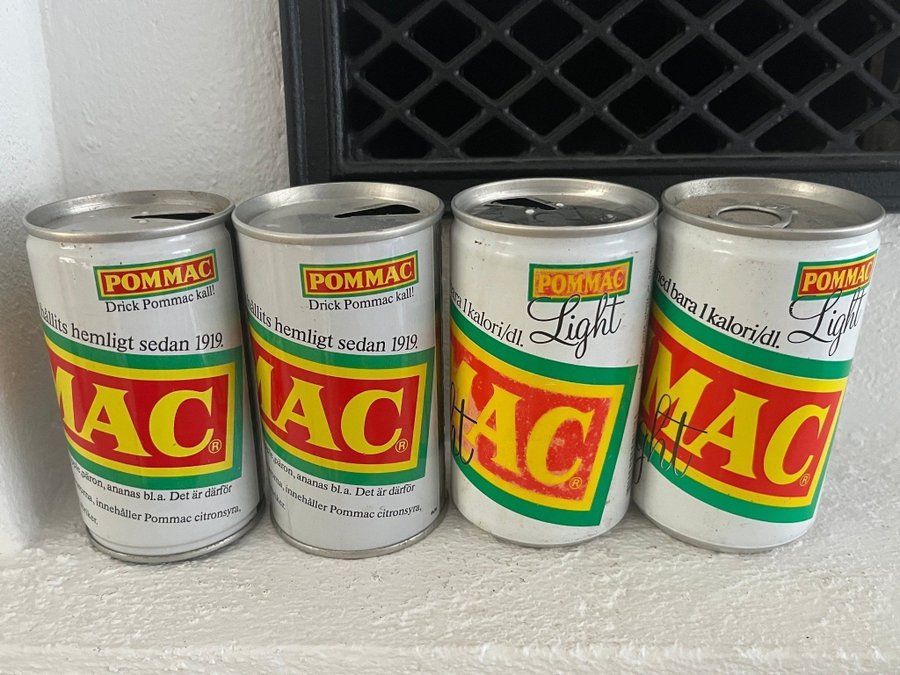 POMMAC
Drick Pommac kall!
hållits hemligt sedan 1919.
MAC®
päron, ananas bl.a. Det är därför
innehåller Pommac citronsyra,
POMMAC
Drick Pommac kall!
hållits hemligt sedan 1919.
MAC®
päron, ananas bl.a. Det är därför
innehåller Pommac citronsyra,
POMMAC
Light
bara 1 kalori/dl.
MAC®
POMMAC
Light
med bara 1 kalori/dl.
MAC®
Light